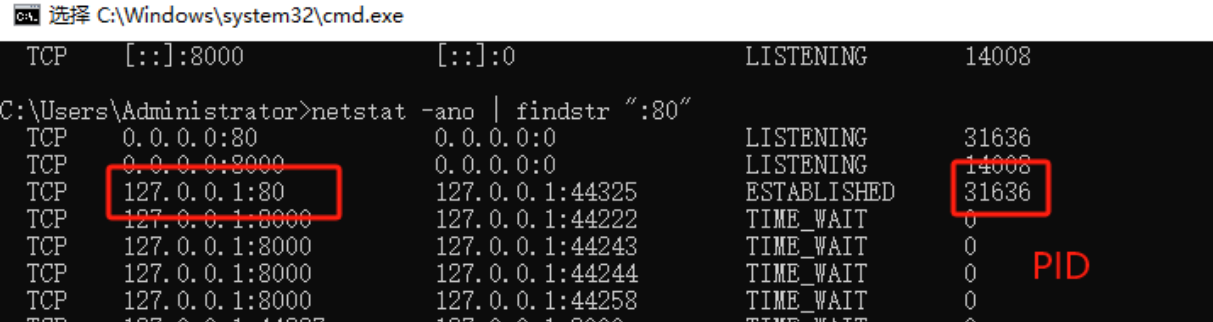 选择 C:\Windows\system32\cmd.exe
TCP [::]:8000 [::]:0 LISTENING 14008
C:\Users\Administrator>netstat -ano | findstr ":80"
TCP 0.0.0.0:80 0.0.0.0:0 LISTENING 31636
TCP 0.0.0.0:8000 0.0.0.0:0 LISTENING 14008
TCP 127.0.0.1:80 127.0.0.1:44325 ESTABLISHED 31636
TCP 127.0.0.1:8000 127.0.0.1:44222 TIME_WAIT 0
TCP 127.0.0.1:8000 127.0.0.1:44243 TIME_WAIT 0
TCP 127.0.0.1:8000 127.0.0.1:44244 TIME_WAIT 0
PID
TCP 127.0.0.1:8000 127.0.0.1:44258 TIME_WAIT 0